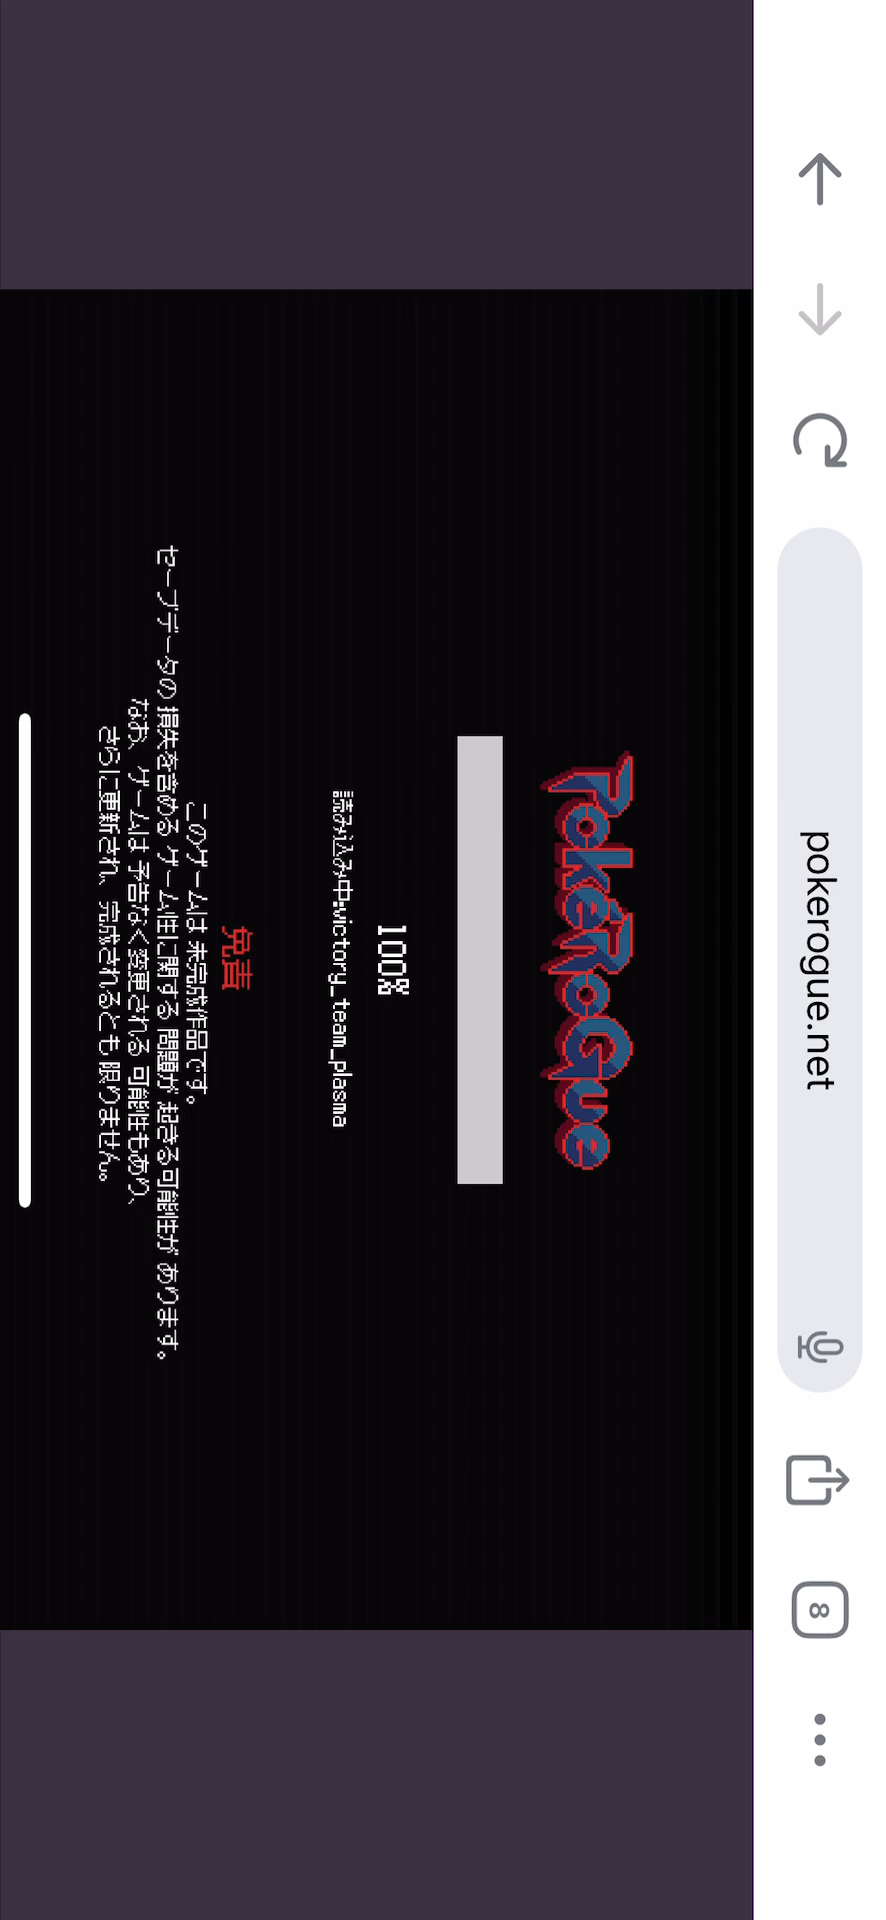 pokerogue.net
8
PokéRogue
100%
読み込み中:victory_team_plasma
免責
このゲームは 未完成作品です。
セーブデータの 損失を含める ゲーム性に関する 問題が 起きる可能性が あります。
なお、 ゲームは 予告なく変更される 可能性もあり、
さらに更新され、 完成されるとも 限りません。